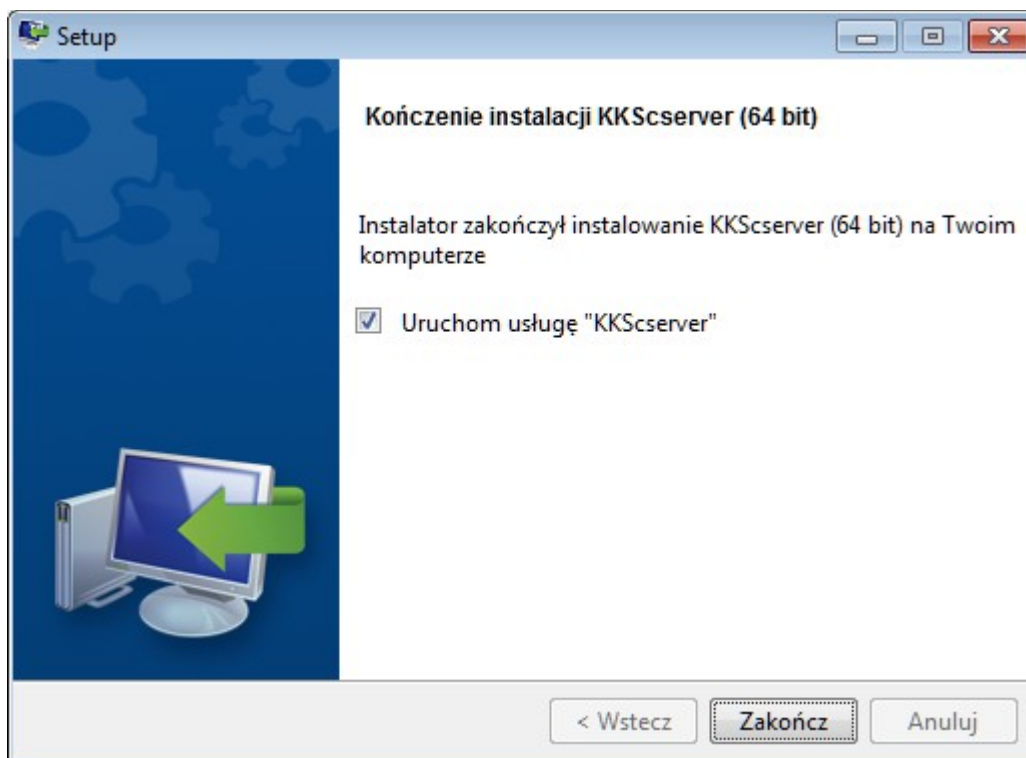 Setup
Kończenie instalacji KKScserver (64 bit)
Instalator zakończył instalowanie KKScserver (64 bit) na Twoim
komputerze
Uruchom usługę "KKScserver"
< Wstecz
Zakończ
Anuluj